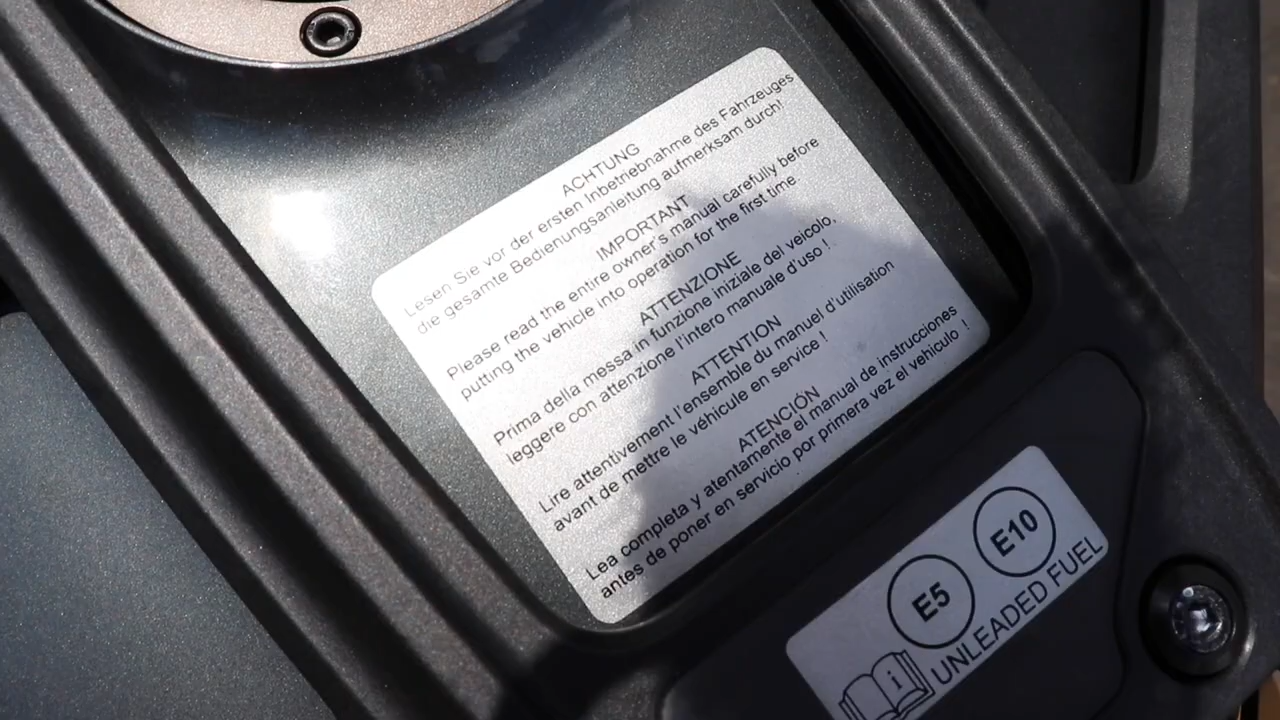 ACHTUNG
Lesen Sie vor der ersten Inbetriebnahme des Fahrzeuges
die gesamte Bedienungsanleitung aufmerksam durch!
IMPORTANT
Please read the entire owner's manual carefully before
putting the vehicle into operation for the first time.
ATTENZIONE
Prima della messa in funzione iniziale del veicolo,
leggere con attenzione l'intero manuale d'uso !
ATTENTION
Lire attentivement l'ensemble du manuel d'utilisation
avant de mettre le véhicule en service !
ATENCIÓN
Lea completa y atentamente el manual de instrucciones
antes de poner en servicio por primera vez el vehiculo !
E5 E10
i UNLEADED FUEL